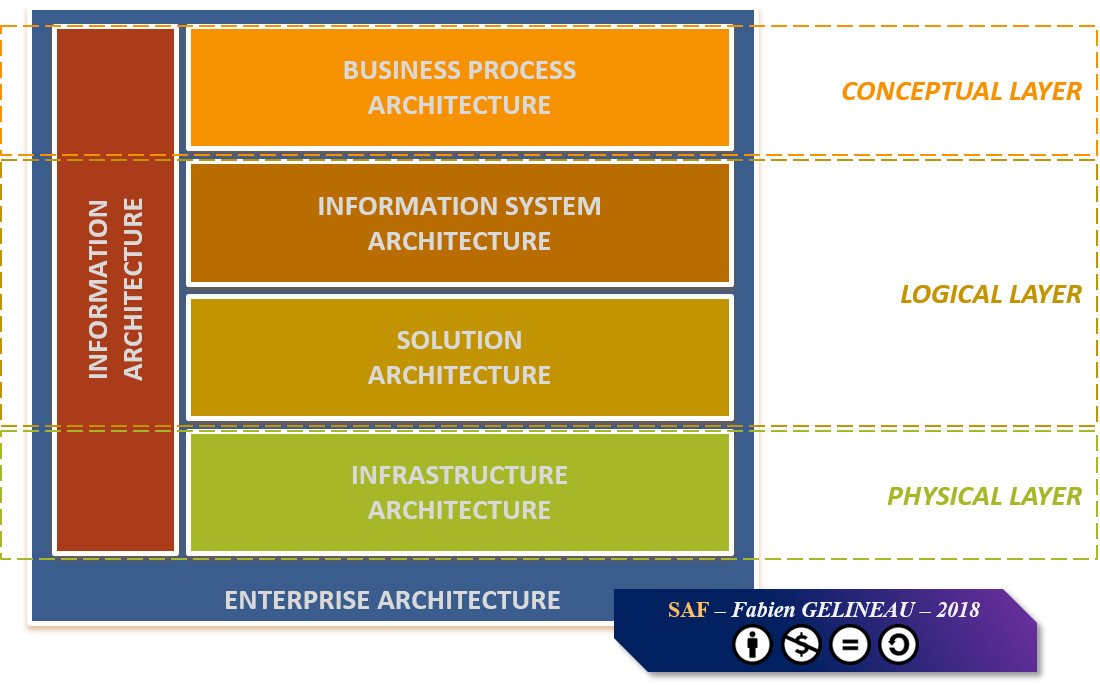 BUSINESS PROCESS
ARCHITECTURE
CONCEPTUAL LAYER
INFORMATION
ARCHITECTURE
INFORMATION SYSTEM
ARCHITECTURE
LOGICAL LAYER
SOLUTION
ARCHITECTURE
INFRASTRUCTURE
ARCHITECTURE
PHYSICAL LAYER
ENTERPRISE ARCHITECTURE
SAF – Fabien GELINEAU – 2018